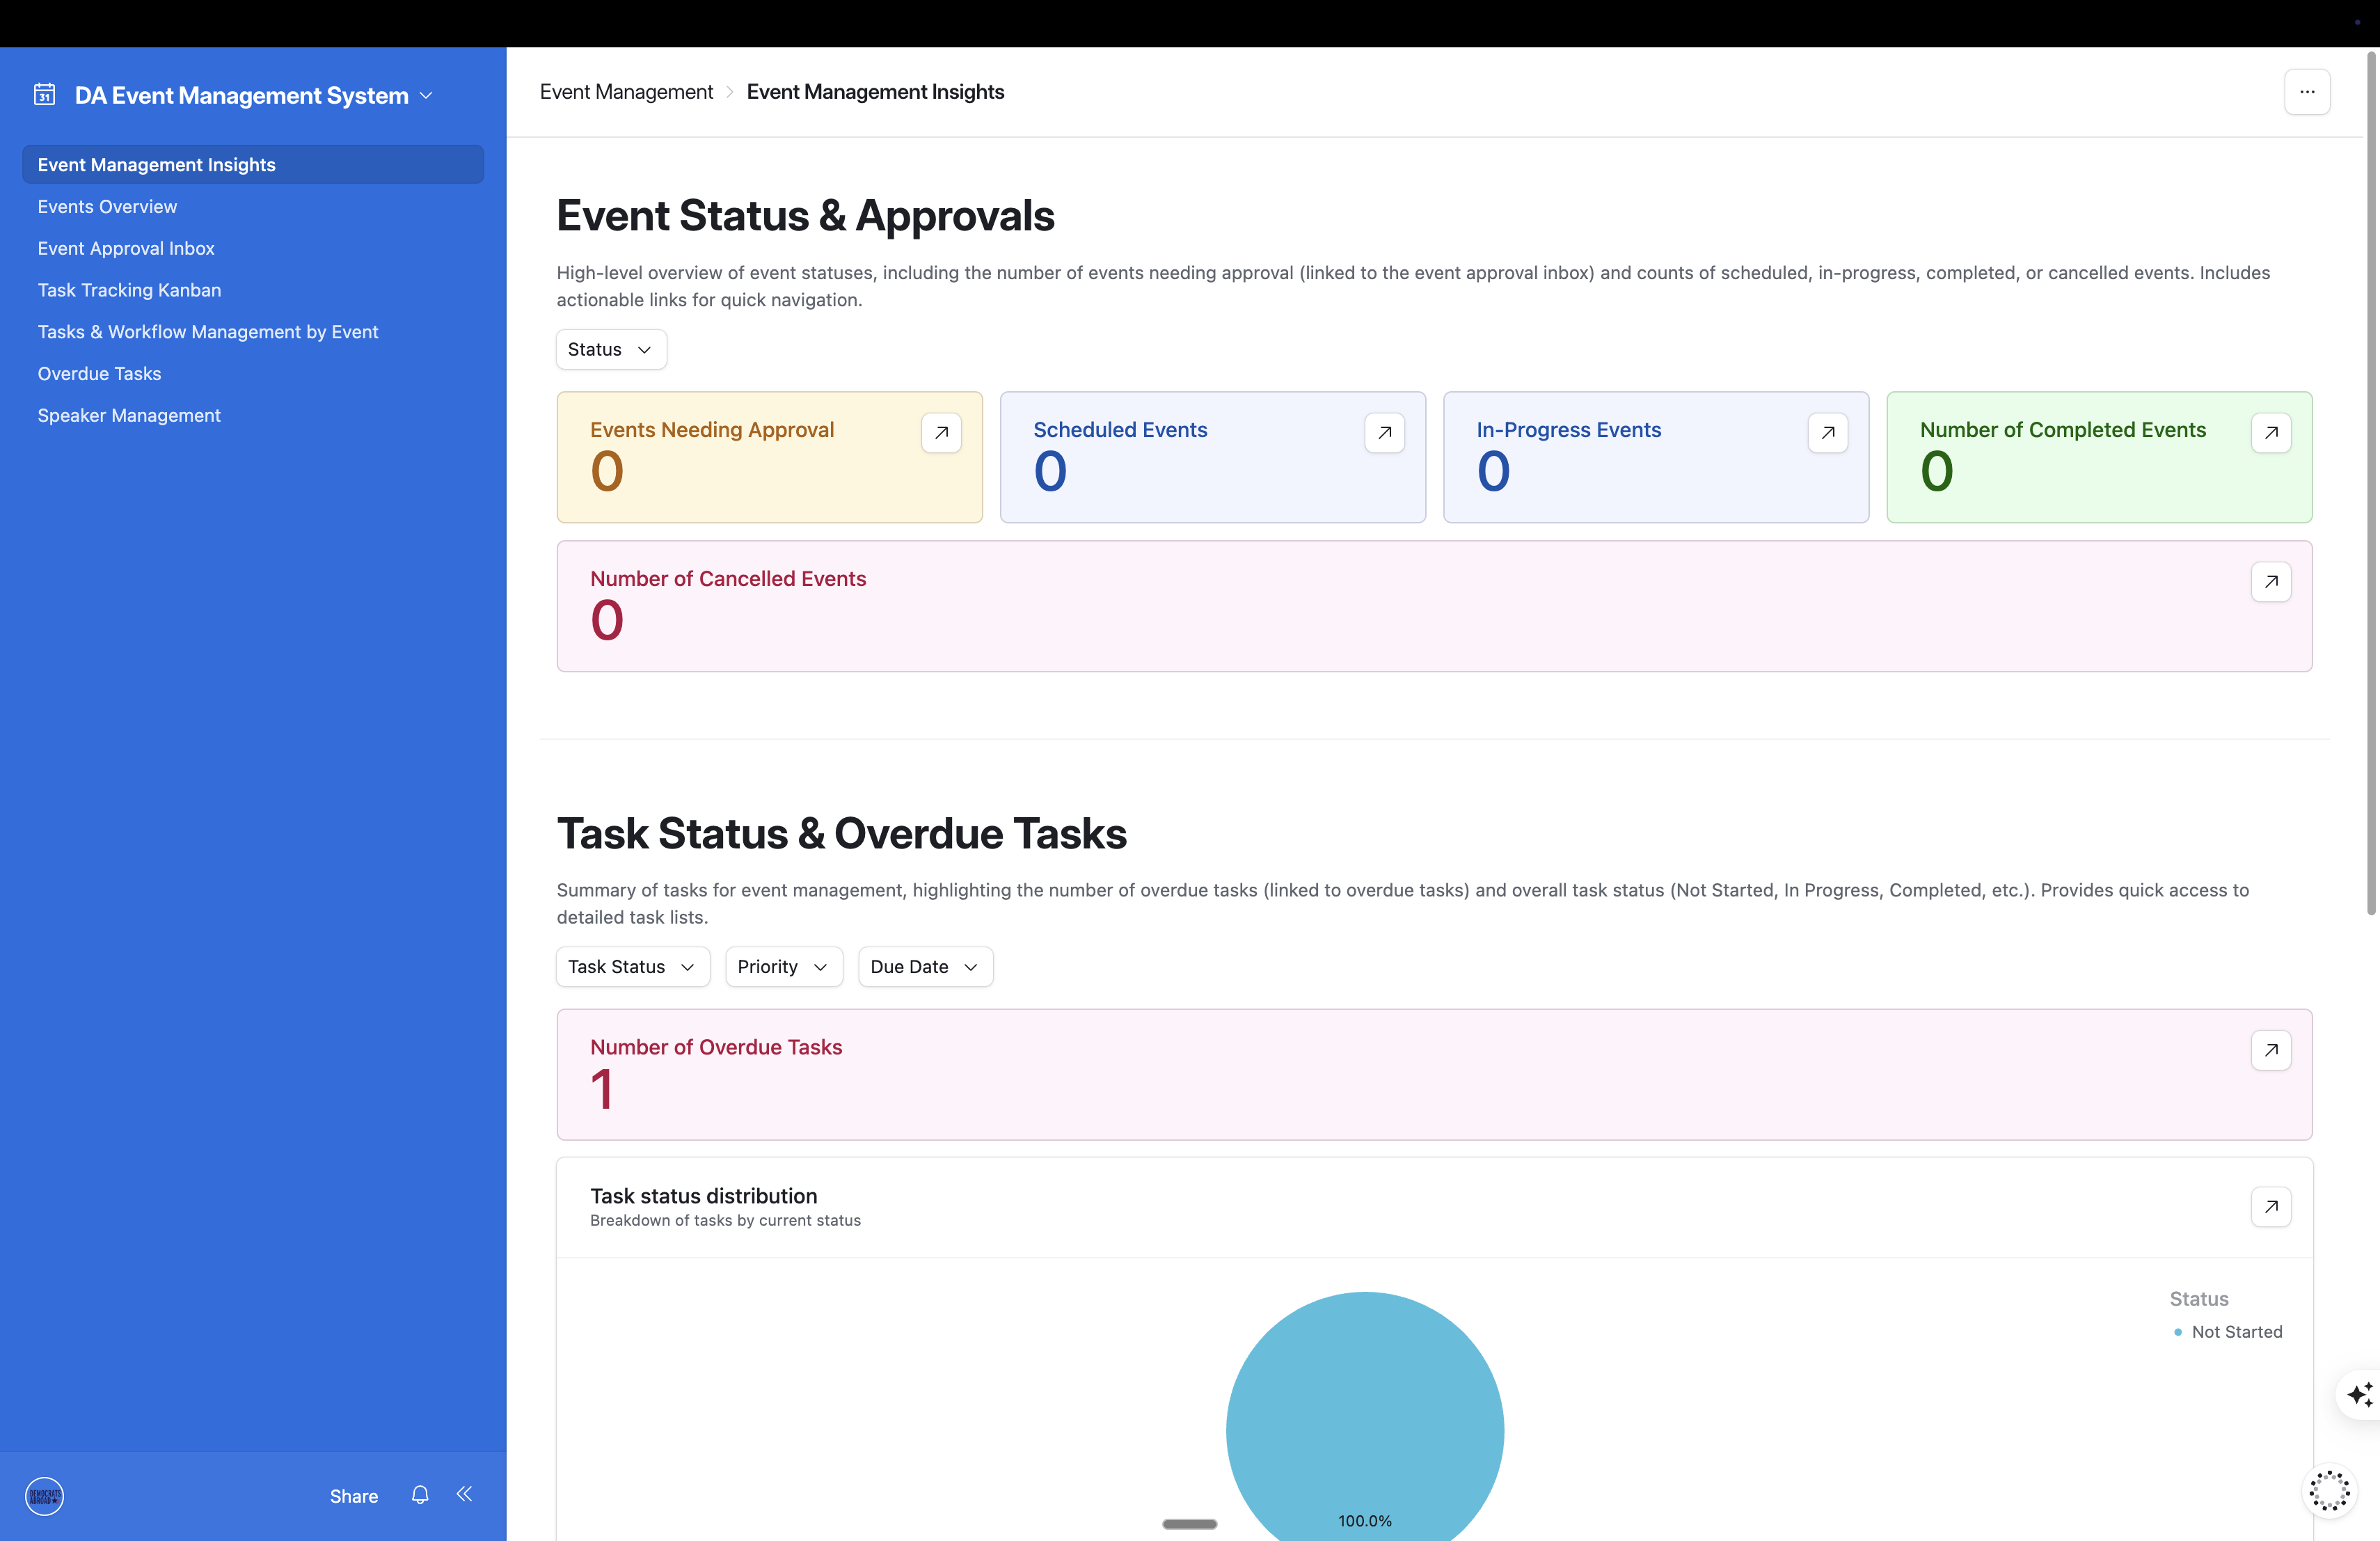 31
DA Event Management System
Event Management Insights
Events Overview
Event Approval Inbox
Task Tracking Kanban
Tasks & Workflow Management by Event
Overdue Tasks
Speaker Management
DEMOCRATS
ABROAD
Share
Event Management
Event Management Insights
Event Status & Approvals
High-level overview of event statuses, including the number of events needing approval (linked to the event approval inbox) and counts of scheduled, in-progress, completed, or cancelled events. Includes
actionable links for quick navigation.
Status
Events Needing Approval
0
Scheduled Events
0
In-Progress Events
0
Number of Completed Events
0
Number of Cancelled Events
0
Task Status & Overdue Tasks
Summary of tasks for event management, highlighting the number of overdue tasks (linked to overdue tasks) and overall task status (Not Started, In Progress, Completed, etc.). Provides quick access to
detailed task lists.
Task Status
Priority
Due Date
Number of Overdue Tasks
1
Task status distribution
Breakdown of tasks by current status
Status
Not Started
100.0%